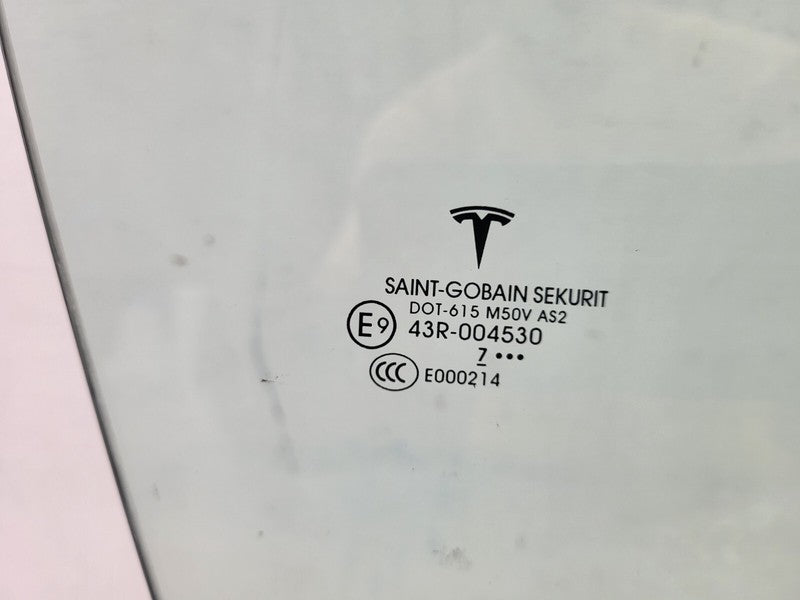 SAINT-GOBAIN SEKURIT
DOT-615 M50V AS2
E9 43R-004530
7 •••
CCC E000214